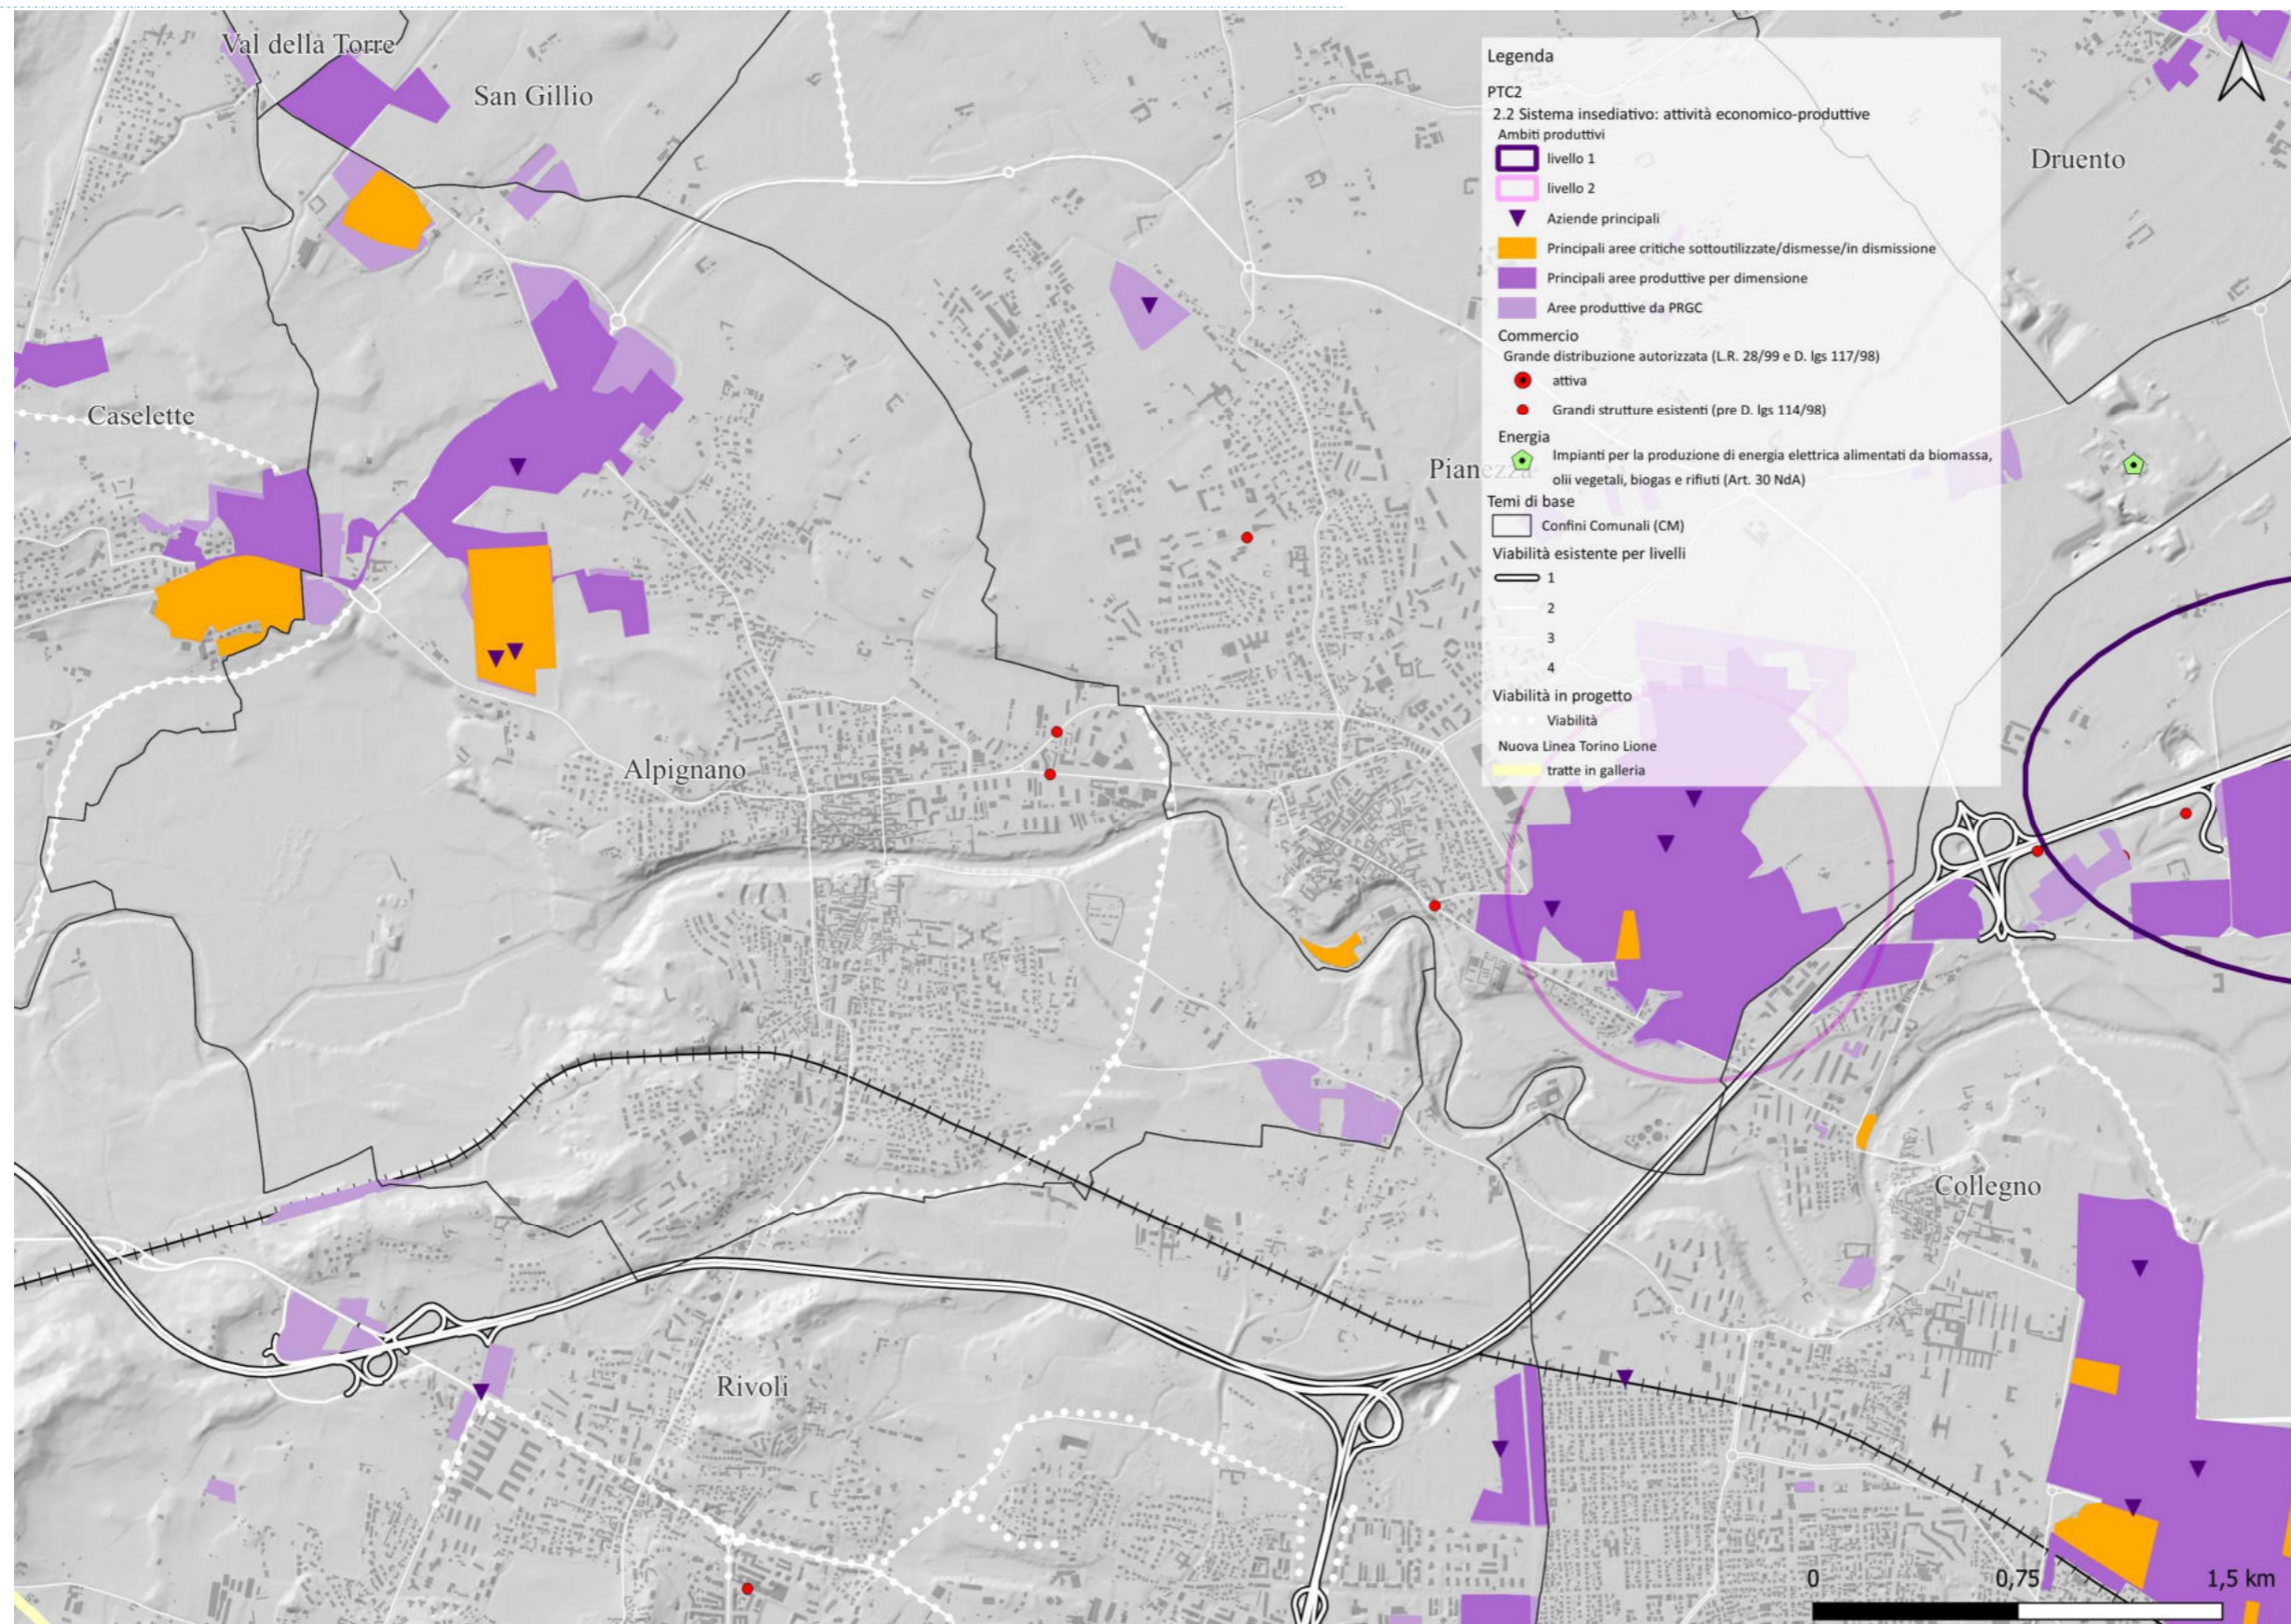 Val della Torre
San Gillio
Caselette
Alpignano
Rivoli
Pianezza
Druento
Collegno
Legenda
PTC2
2.2 Sistema insediativo: attività economico-produttive
Ambiti produttivi
livello 1
livello 2
Aziende principali
Principali aree critiche sottoutilizzate/dismesse/in dismissione
Principali aree produttive per dimensione
Aree produttive da PRGC
Commercio
Grande distribuzione autorizzata (L.R. 28/99 e D. lgs 117/98)
attiva
Grandi strutture esistenti (pre D. lgs 114/98)
Energia
Impianti per la produzione di energia elettrica alimentati da biomassa,
olii vegetali, biogas e rifiuti (Art. 30 NdA)
Temi di base
Confini Comunali (CM)
Viabilità esistente per livelli
1
2
3
4
Viabilità in progetto
Viabilità
Nuova Linea Torino Lione
tratte in galleria
0 0,75 1,5 km